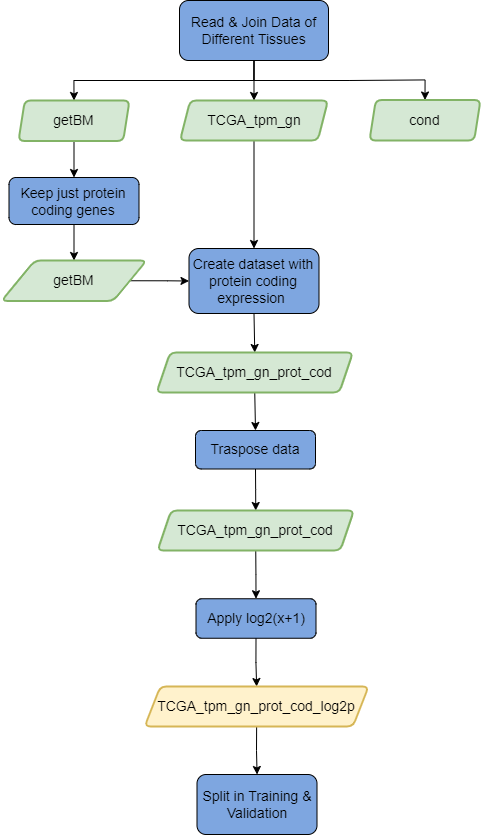 Read & Join Data of
Different Tissues
getBM
TCGA_tpm_gn
cond
Keep just protein
coding genes
getBM
Create dataset with
protein coding
expression
TCGA_tpm_gn_prot_cod
Traspose data
TCGA_tpm_gn_prot_cod
Apply log2(x+1)
TCGA_tpm_gn_prot_cod_log2p
Split in Training &
Validation